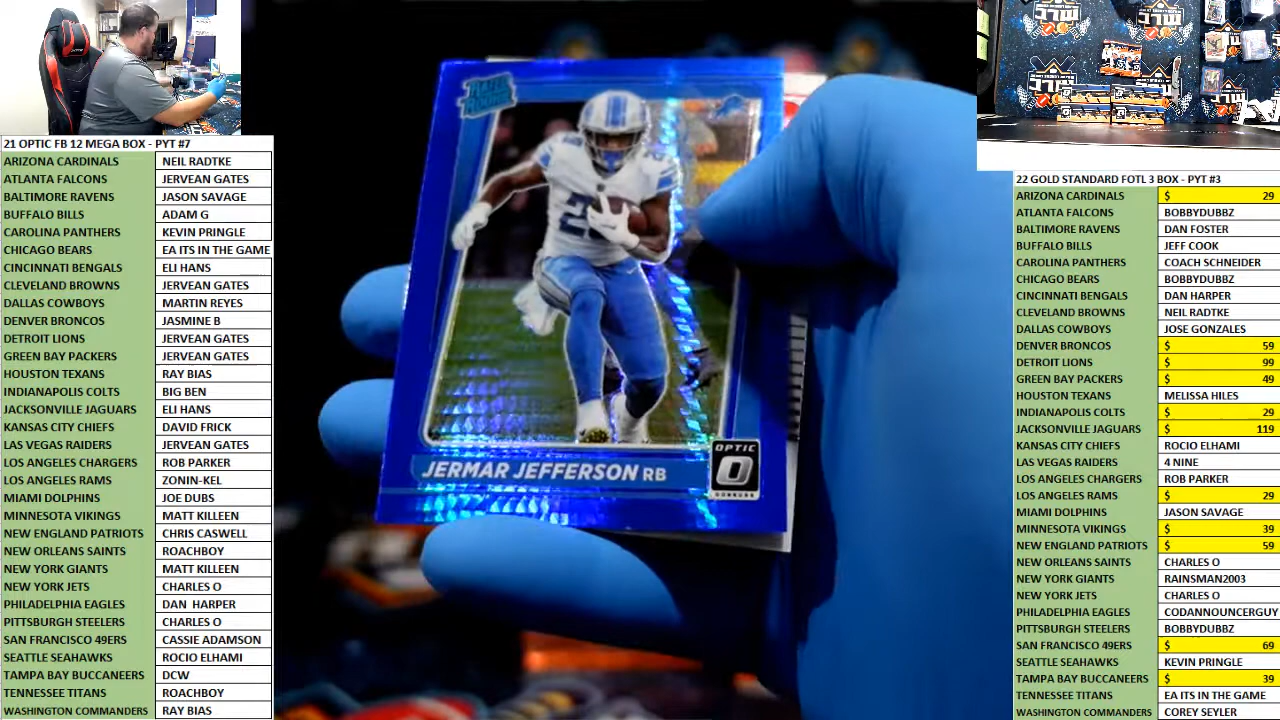 21 OPTIC FB 12 MEGA BOX - PYT #7
ARIZONA CARDINALS NEIL RADTKE
ATLANTA FALCONS JERVEAN GATES
BALTIMORE RAVENS JASON SAVAGE
BUFFALO BILLS ADAM G
CAROLINA PANTHERS KEVIN PRINGLE
CHICAGO BEARS EA ITS IN THE GAME
CINCINNATI BENGALS ELI HANS
CLEVELAND BROWNS JERVEAN GATES
DALLAS COWBOYS MARTIN REYES
DENVER BRONCOS JASMINE B
DETROIT LIONS JERVEAN GATES
GREEN BAY PACKERS JERVEAN GATES
HOUSTON TEXANS RAY BIAS
INDIANAPOLIS COLTS BIG BEN
JACKSONVILLE JAGUARS ELI HANS
KANSAS CITY CHIEFS DAVID FRICK
LAS VEGAS RAIDERS JERVEAN GATES
LOS ANGELES CHARGERS ROB PARKER
LOS ANGELES RAMS ZONIN-KEL
MIAMI DOLPHINS JOE DUBS
MINNESOTA VIKINGS MATT KILLEEN
NEW ENGLAND PATRIOTS CHRIS CASWELL
NEW ORLEANS SAINTS ROACHBOY
NEW YORK GIANTS MATT KILLEEN
NEW YORK JETS CHARLES O
PHILADELPHIA EAGLES DAN HARPER
PITTSBURGH STEELERS CHARLES O
SAN FRANCISCO 49ERS CASSIE ADAMSON
SEATTLE SEAHAWKS ROCIO ELHAMI
TAMPA BAY BUCCANEERS DCW
TENNESSEE TITANS ROACHBOY
WASHINGTON COMMANDERS RAY BIAS
RATED
ROOKIE
JERMAR JEFFERSON RB
OPTIC
22 GOLD STANDARD FOTL 3 BOX - PYT #3
ARIZONA CARDINALS $ 29
ATLANTA FALCONS BOBBYDUBBZ
BALTIMORE RAVENS DAN FOSTER
BUFFALO BILLS JEFF COOK
CAROLINA PANTHERS COACH SCHNEIDER
CHICAGO BEARS BOBBYDUBBZ
CINCINNATI BENGALS DAN HARPER
CLEVELAND BROWNS NEIL RADTKE
DALLAS COWBOYS JOSE GONZALES
DENVER BRONCOS $ 59
DETROIT LIONS $ 99
GREEN BAY PACKERS $ 49
HOUSTON TEXANS MELISSA HILES
INDIANAPOLIS COLTS $ 29
JACKSONVILLE JAGUARS $ 119
KANSAS CITY CHIEFS ROCIO ELHAMI
LAS VEGAS RAIDERS 4 NINE
LOS ANGELES CHARGERS ROB PARKER
LOS ANGELES RAMS $ 29
MIAMI DOLPHINS JASON SAVAGE
MINNESOTA VIKINGS $ 39
NEW ENGLAND PATRIOTS $ 59
NEW ORLEANS SAINTS CHARLES O
NEW YORK GIANTS RAINSMAN2003
NEW YORK JETS CHARLES O
PHILADELPHIA EAGLES CODANNOUNCERGUY
PITTSBURGH STEELERS BOBBYDUBBZ
SAN FRANCISCO 49ERS $ 69
SEATTLE SEAHAWKS KEVIN PRINGLE
TAMPA BAY BUCCANEERS $ 39
TENNESSEE TITANS EA ITS IN THE GAME
WASHINGTON COMMANDERS COREY SEYLER